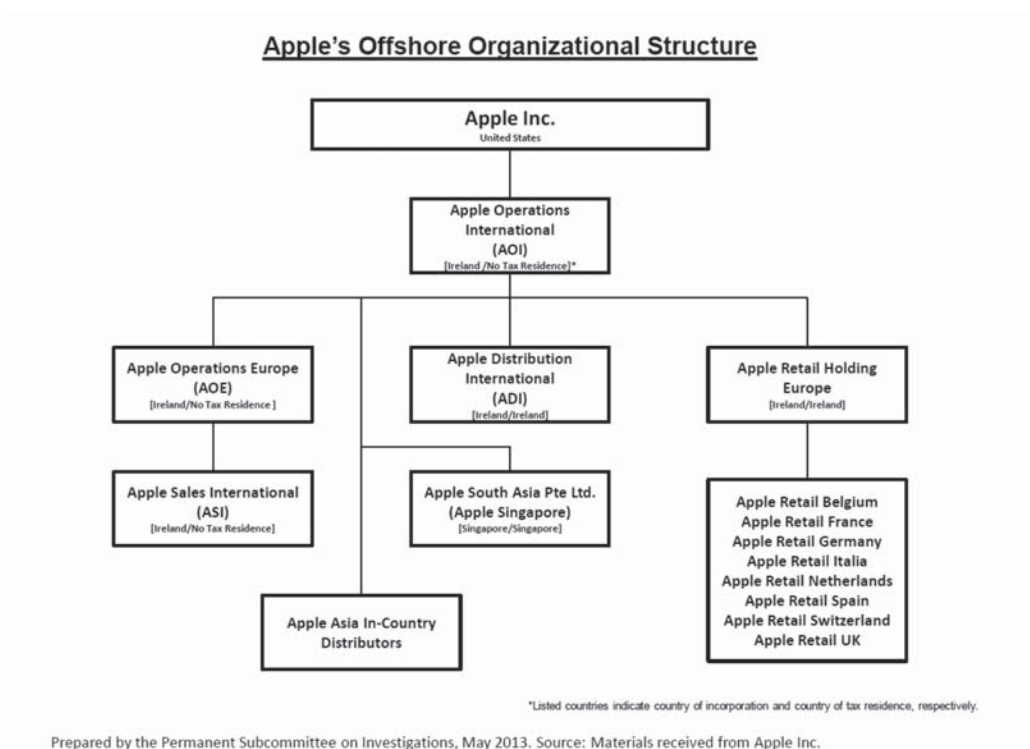 Apple's Offshore Organizational Structure
Apple Inc.
United States
Apple Operations
International
(AOI)
[Ireland /No Tax Residence]*
Apple Operations Europe
(AOE)
[Ireland/No Tax Residence ]
Apple Distribution
International
(ADI)
[Ireland/Ireland]
Apple Retail Holding
Europe
[Ireland/Ireland]
Apple Sales International
(ASI)
[Ireland/No Tax Residence]
Apple South Asia Pte Ltd.
(Apple Singapore)
[Singapore/Singapore]
Apple Retail Belgium
Apple Retail France
Apple Retail Germany
Apple Retail Italia
Apple Retail Netherlands
Apple Retail Spain
Apple Retail Switzerland
Apple Retail UK
Apple Asia In-Country
Distributors
*Listed countries indicate country of incorporation and country of tax residence, respectively.
Prepared by the Permanent Subcommittee on Investigations, May 2013. Source: Materials received from Apple Inc.